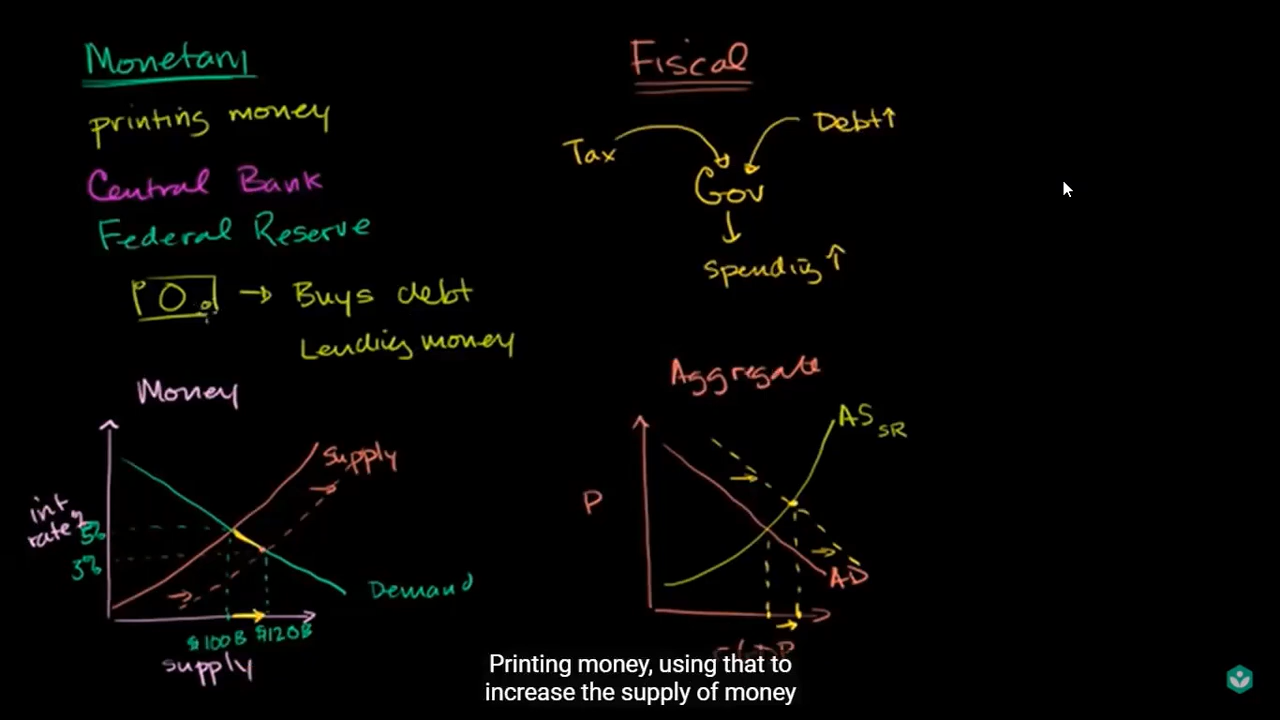 Monetary
printing money
Central Bank
Federal Reserve
→ Buys debt
Lending money
Money
int
rate
5%
3%
supply
Demand
$100B $120B
supply
Fiscal
Tax
Debt↑
Gov
spending ↑
Aggregate
AS SR
P
AD
Printing money, using that to
increase the supply of money